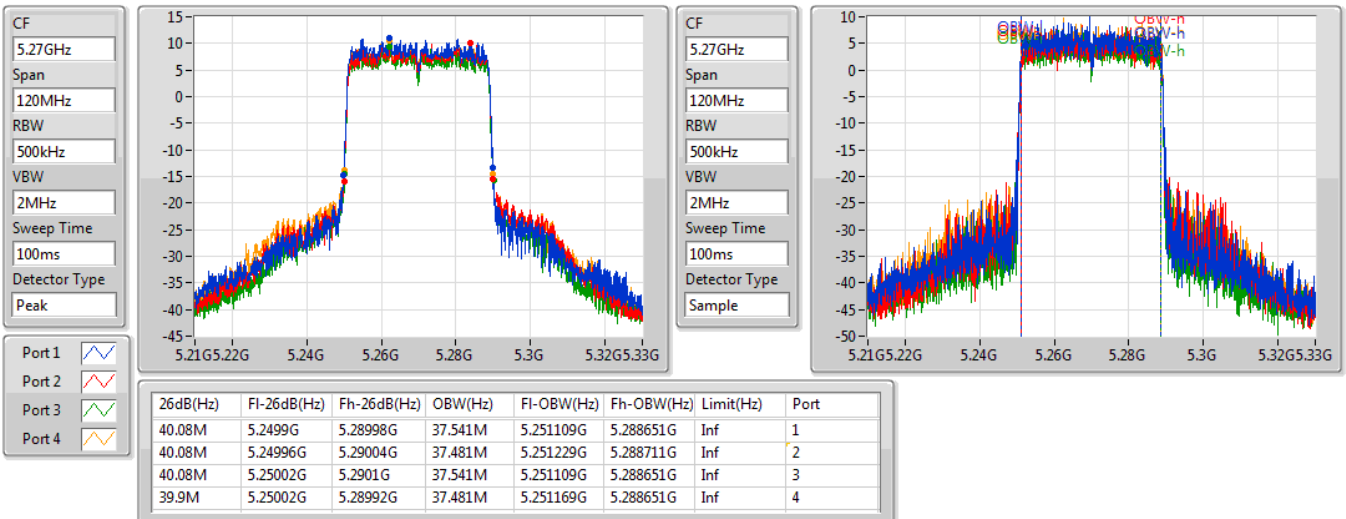 CF
5.27GHz
Span
120MHz
RBW
500kHz
VBW
2MHz
Sweep Time
100ms
Detector Type
Peak
15
10
5
0
-5
-10
-15
-20
-25
-30
-35
-40
-45
5.21G 5.22G 5.24G 5.26G 5.28G 5.3G 5.32G 5.33G
CF
5.27GHz
Span
120MHz
RBW
500kHz
VBW
2MHz
Sweep Time
100ms
Detector Type
Sample
10
5
0
-5
-10
-15
-20
-25
-30
-35
-40
-45
-50
OBW-h
OBW-h
OBW-h
5.21G 5.22G 5.24G 5.26G 5.28G 5.3G 5.32G 5.33G
Port 1
Port 2
Port 3
Port 4
26dB(Hz) Fl-26dB(Hz) Fh-26dB(Hz) OBW(Hz) Fl-OBW(Hz) Fh-OBW(Hz) Limit(Hz) Port
40.08M 5.2499G 5.28998G 37.541M 5.251109G 5.288651G Inf 1
40.08M 5.24996G 5.29004G 37.481M 5.251229G 5.288711G Inf 2
40.08M 5.25002G 5.2901G 37.541M 5.251109G 5.288651G Inf 3
39.9M 5.25002G 5.28992G 37.481M 5.251169G 5.288651G Inf 4